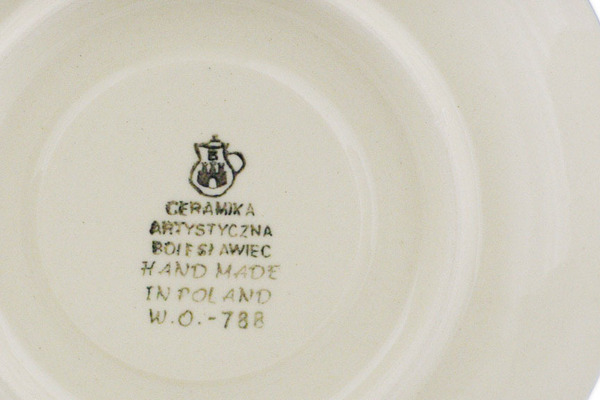 B
CERAMIKA
ARTYSTYCZNA
BOLESŁAWIEC
HAND MADE
IN POLAND
W.O.-788